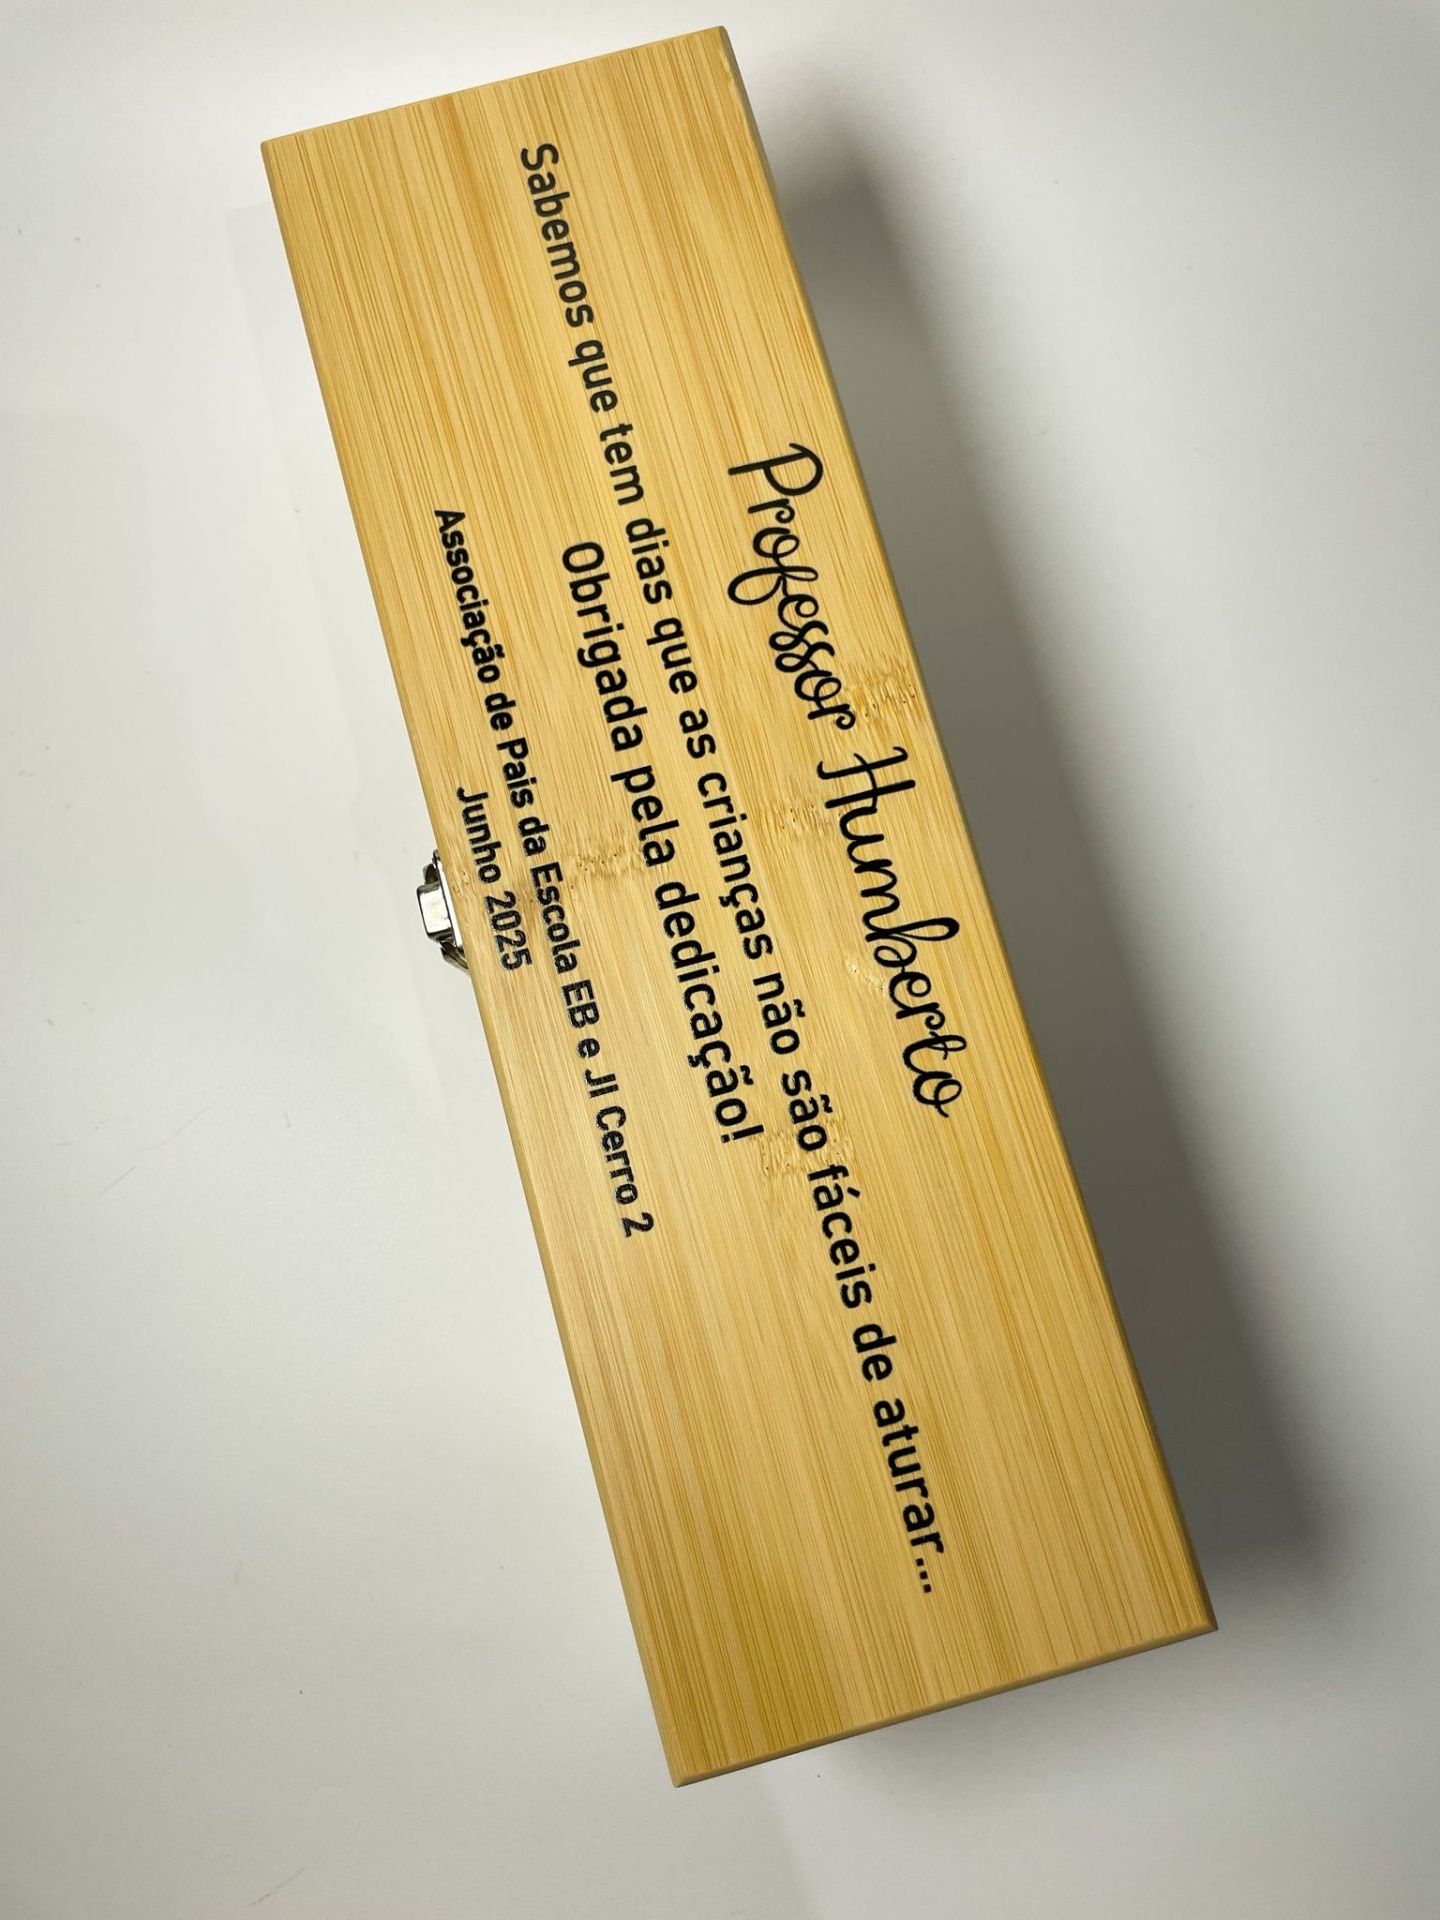 Professor Humberto
Sabemos que tem dias que as crianças não são fáceis de aturar...
Obrigada pela dedicação!
Associação de Pais da Escola EB e JI Cerro 2
Junho 2025